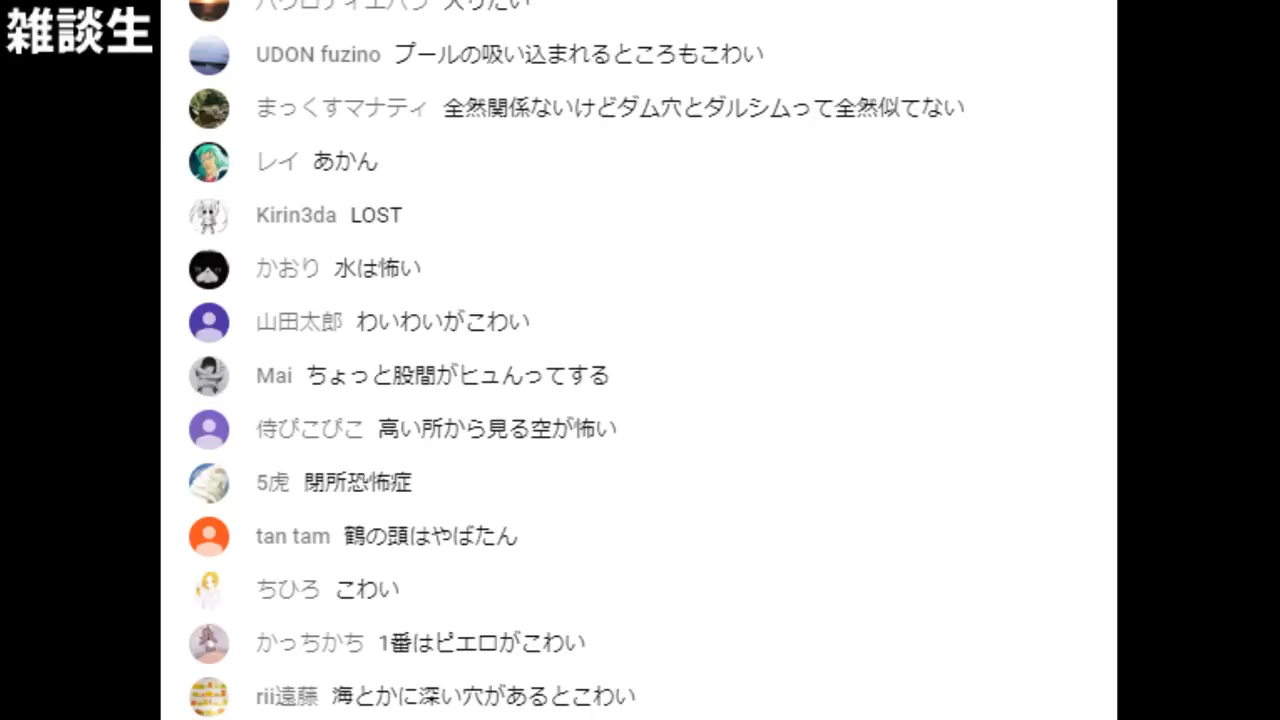 雑談生
入りたい
UDON fuzino プールの吸い込まれるところもこわい
まっくすマナティ 全然関係ないけどダム穴とダルシムって全然似てない
レイ あかん
Kirin3da LOST
かおり 水は怖い
山田太郎 わいわいがこわい
Mai ちょっと股間がヒュんってする
侍ぴこぴこ 高い所から見る空が怖い
5虎 閉所恐怖症
tan tam 鶴の頭はやばたん
ちひろ こわい
かっちかち 1番はピエロがこわい
rii遠藤 海とかに深い穴があるとこわい